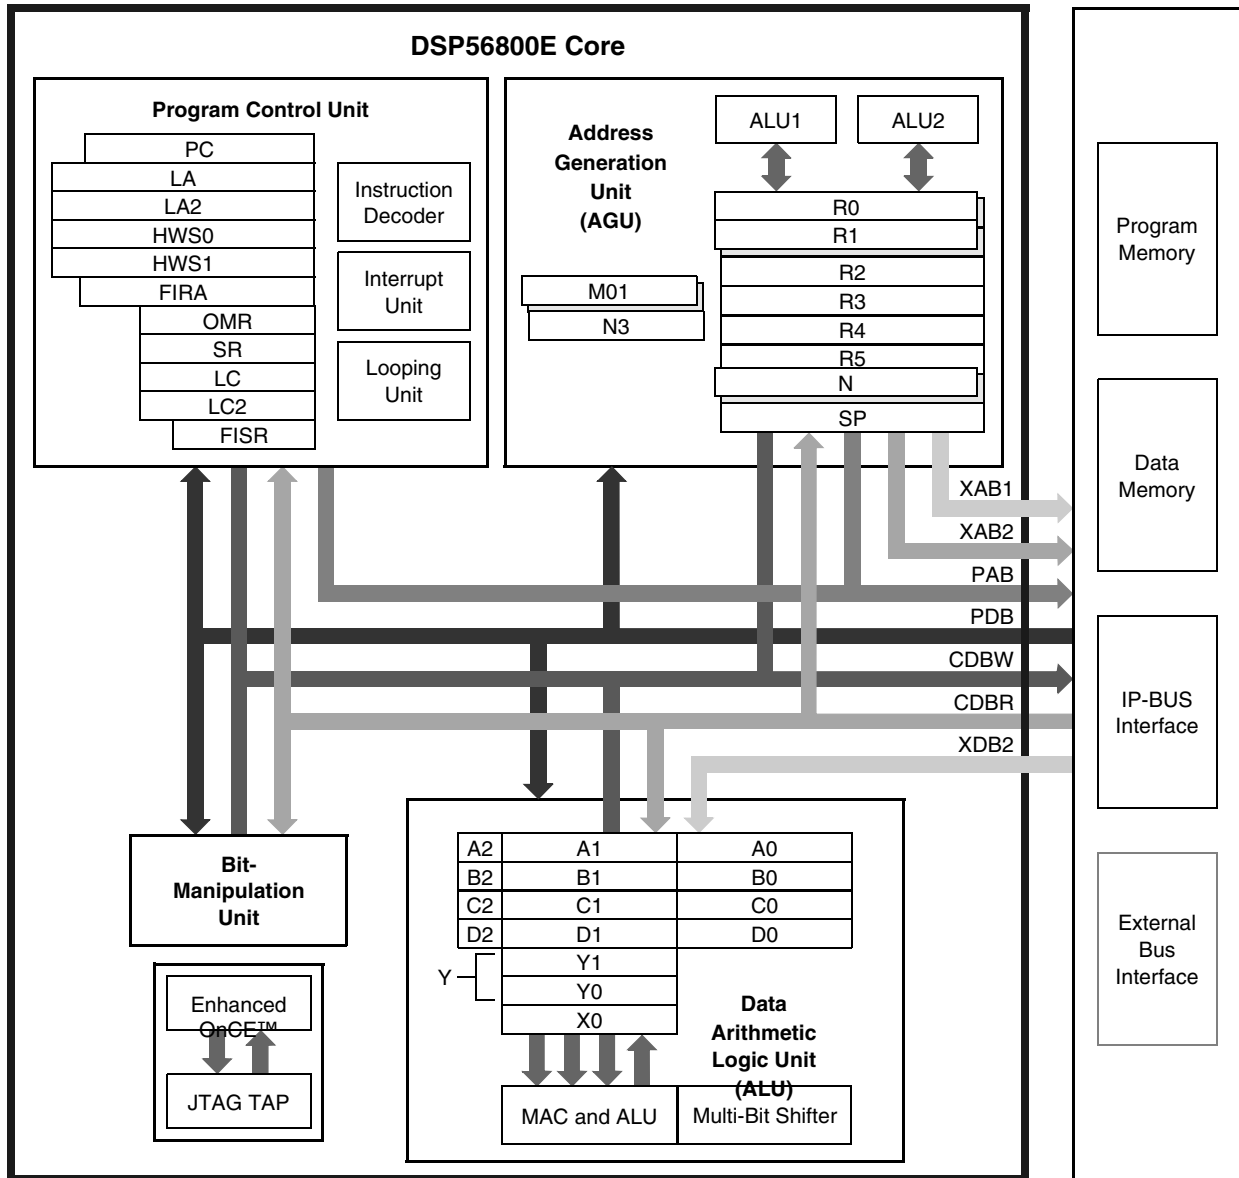 DSP56800E Core
Program Control Unit
PC
LA
LA2
HWS0
HWS1
FIRA
OMR
SR
LC
LC2
FISR
Instruction
Decoder
Interrupt
Unit
Looping
Unit
Address
Generation
Unit
(AGU)
ALU1
ALU2
R0
R1
R2
R3
R4
R5
N
SP
M01
N3
XAB1
XAB2
PAB
PDB
CDBW
CDBR
XDB2
Program
Memory
Data
Memory
IP-BUS
Interface
External
Bus
Interface
Bit-
Manipulation
Unit
Enhanced
OnCE™
JTAG TAP
A2 A1 A0
B2 B1 B0
C2 C1 C0
D2 D1 D0
Y
Y1
Y0
X0
Data
Arithmetic
Logic Unit
(ALU)
MAC and ALU
Multi-Bit Shifter